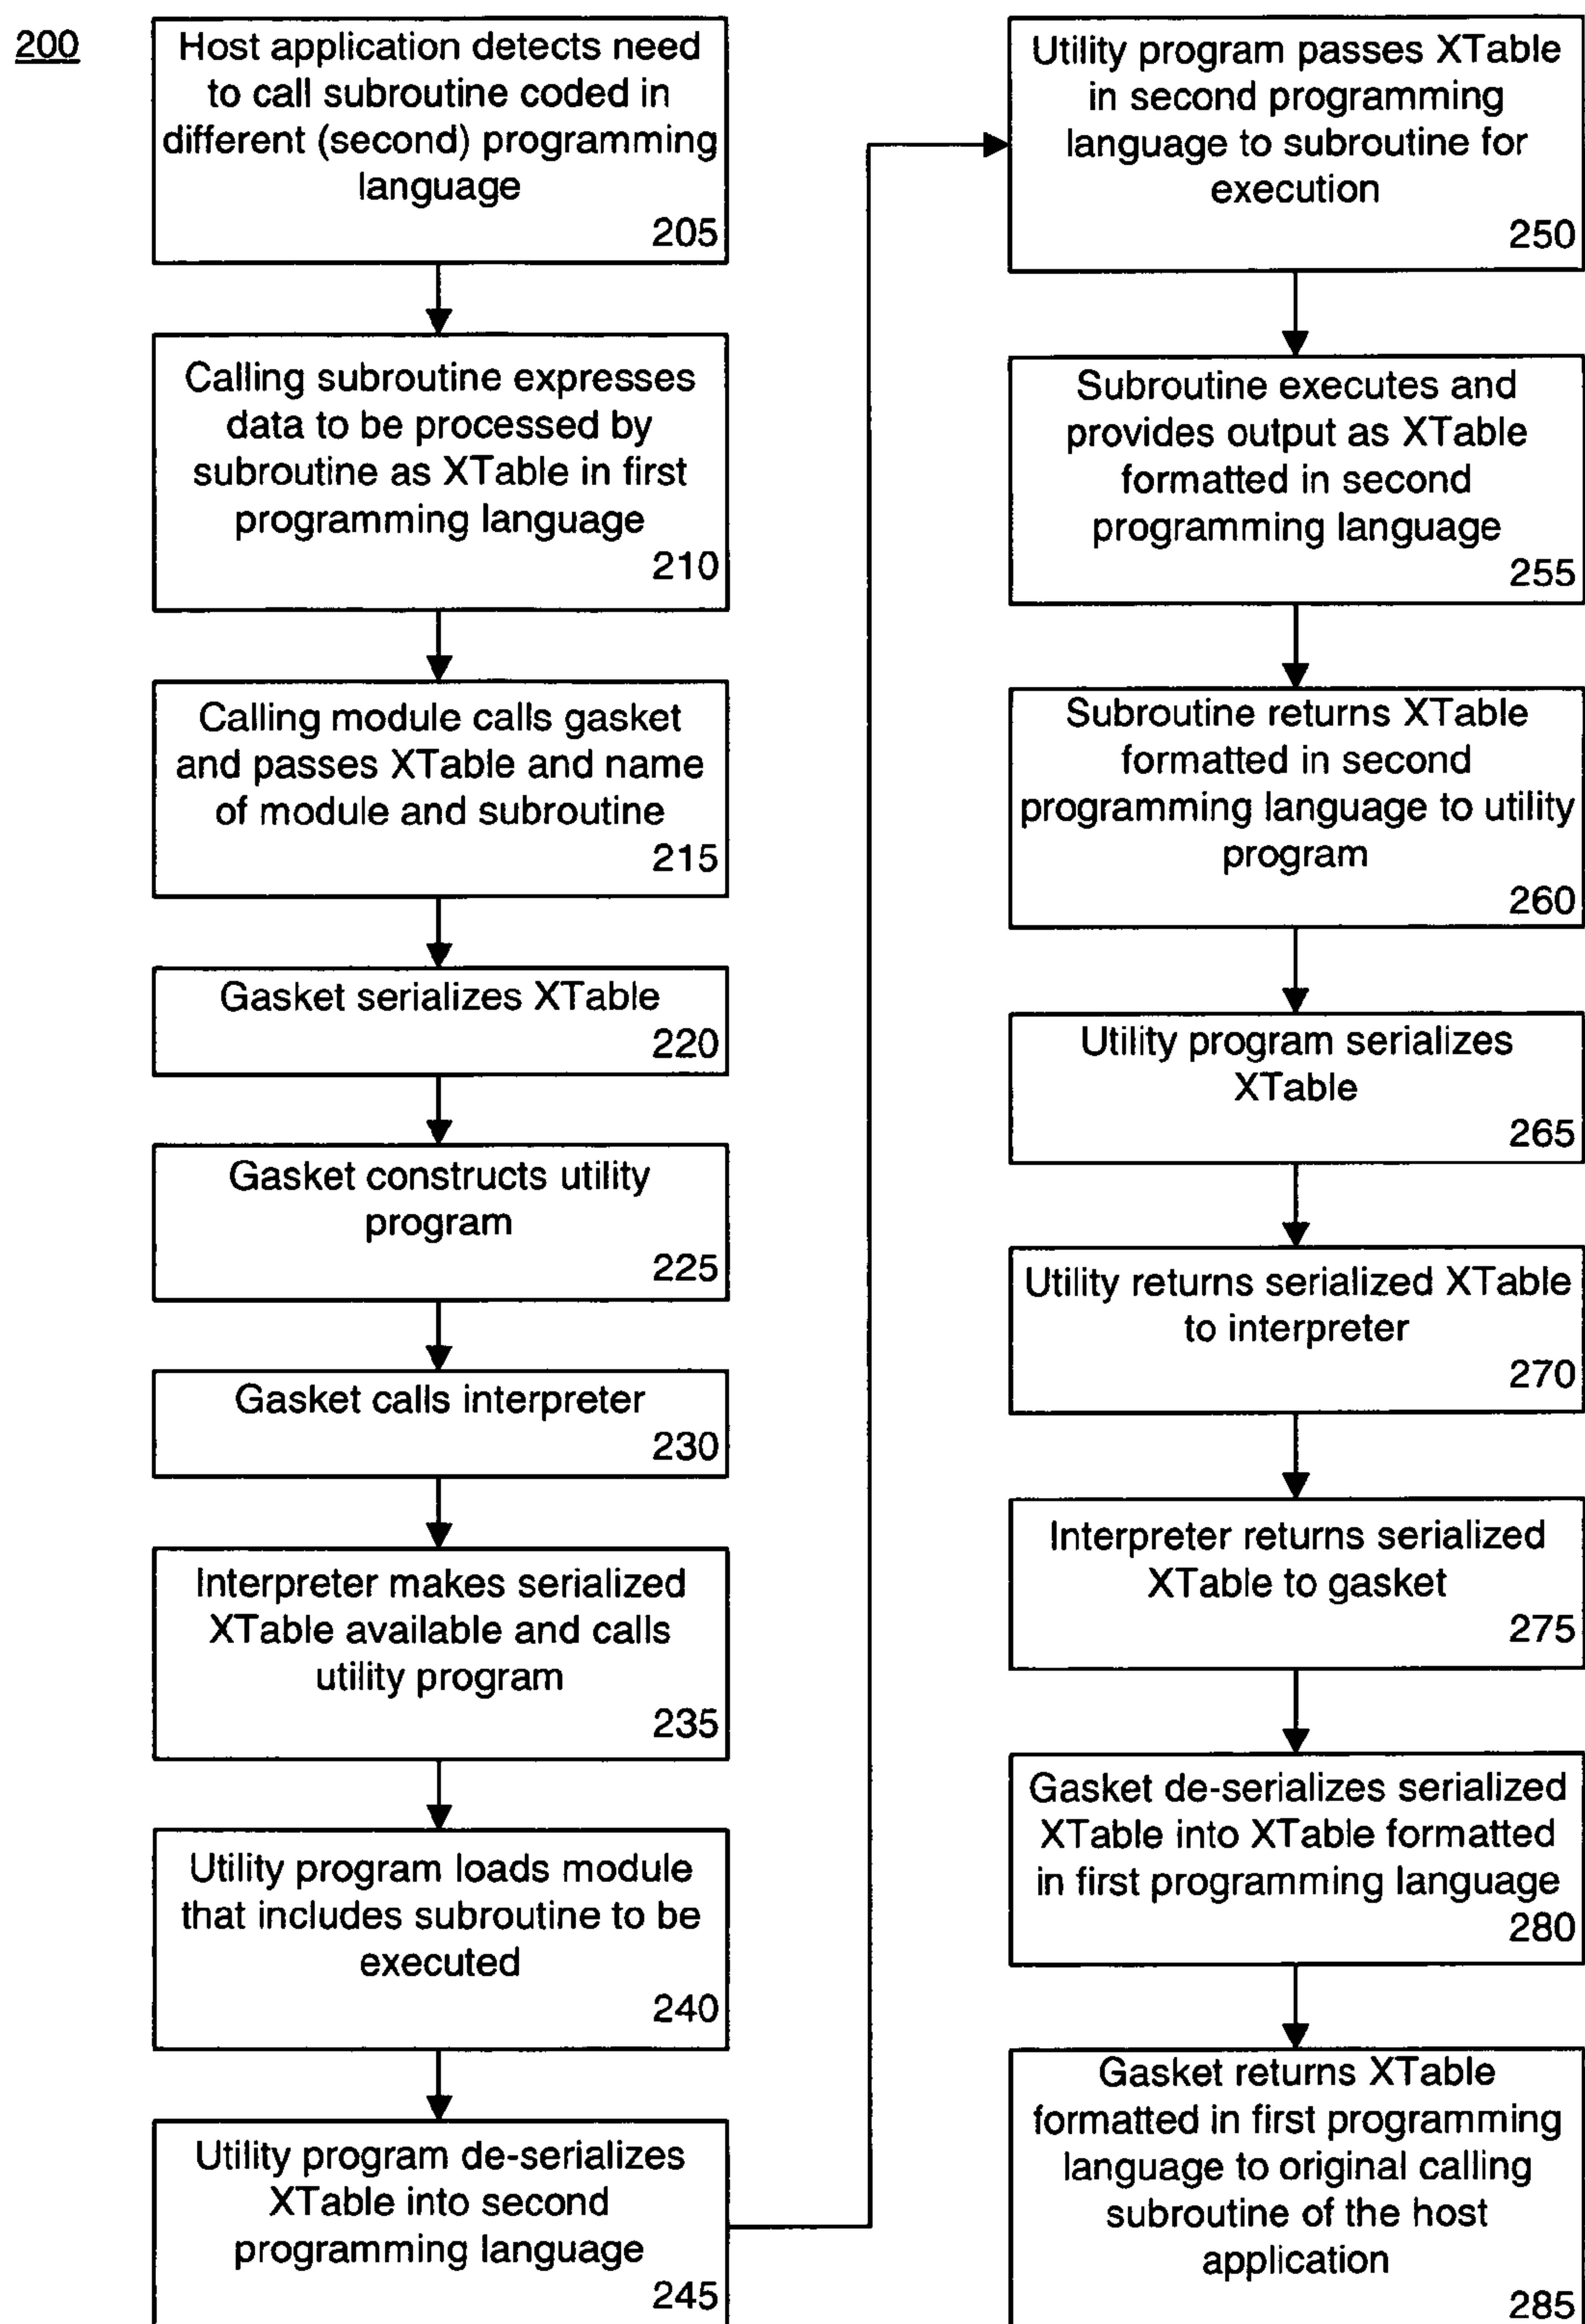 200
Host application detects need
to call subroutine coded in
different (second) programming
language
205
Calling subroutine expresses
data to be processed by
subroutine as XTable in first
programming language
210
Calling module calls gasket
and passes XTable and name
of module and subroutine
215
Gasket serializes XTable
220
Gasket constructs utility
program
225
Gasket calls interpreter
230
Interpreter makes serialized
XTable available and calls
utility program
235
Utility program loads module
that includes subroutine to be
executed
240
Utility program de-serializes
XTable into second
programming language
245
Utility program passes XTable
in second programming
language to subroutine for
execution
250
Subroutine executes and
provides output as XTable
formatted in second
programming language
255
Subroutine returns XTable
formatted in second
programming language to utility
program
260
Utility program serializes
XTable
265
Utility returns serialized XTable
to interpreter
270
Interpreter returns serialized
XTable to gasket
275
Gasket de-serializes serialized
XTable into XTable formatted
in first programming language
280
Gasket returns XTable
formatted in first programming
language to original calling
subroutine of the host
application
285